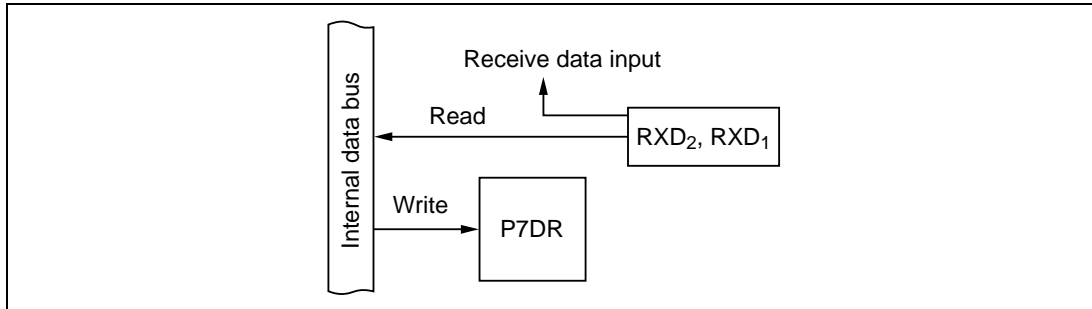 Internal data bus
Receive data input
Read
RXD₂, RXD₁
Write
P7DR